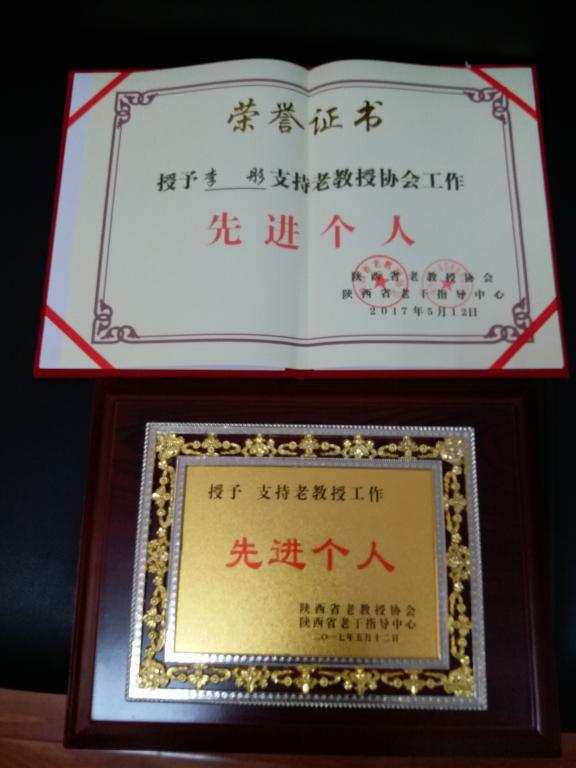 荣誉证书
授予李 彤支持老教授协会工作
先进个人
陕西省老教授协会
陕西省老干指导中心
2017年5月12日
授予 支持老教授工作
先进个人
陕西省老教授协会
陕西省老干指导中心
二〇一七年五月十二日